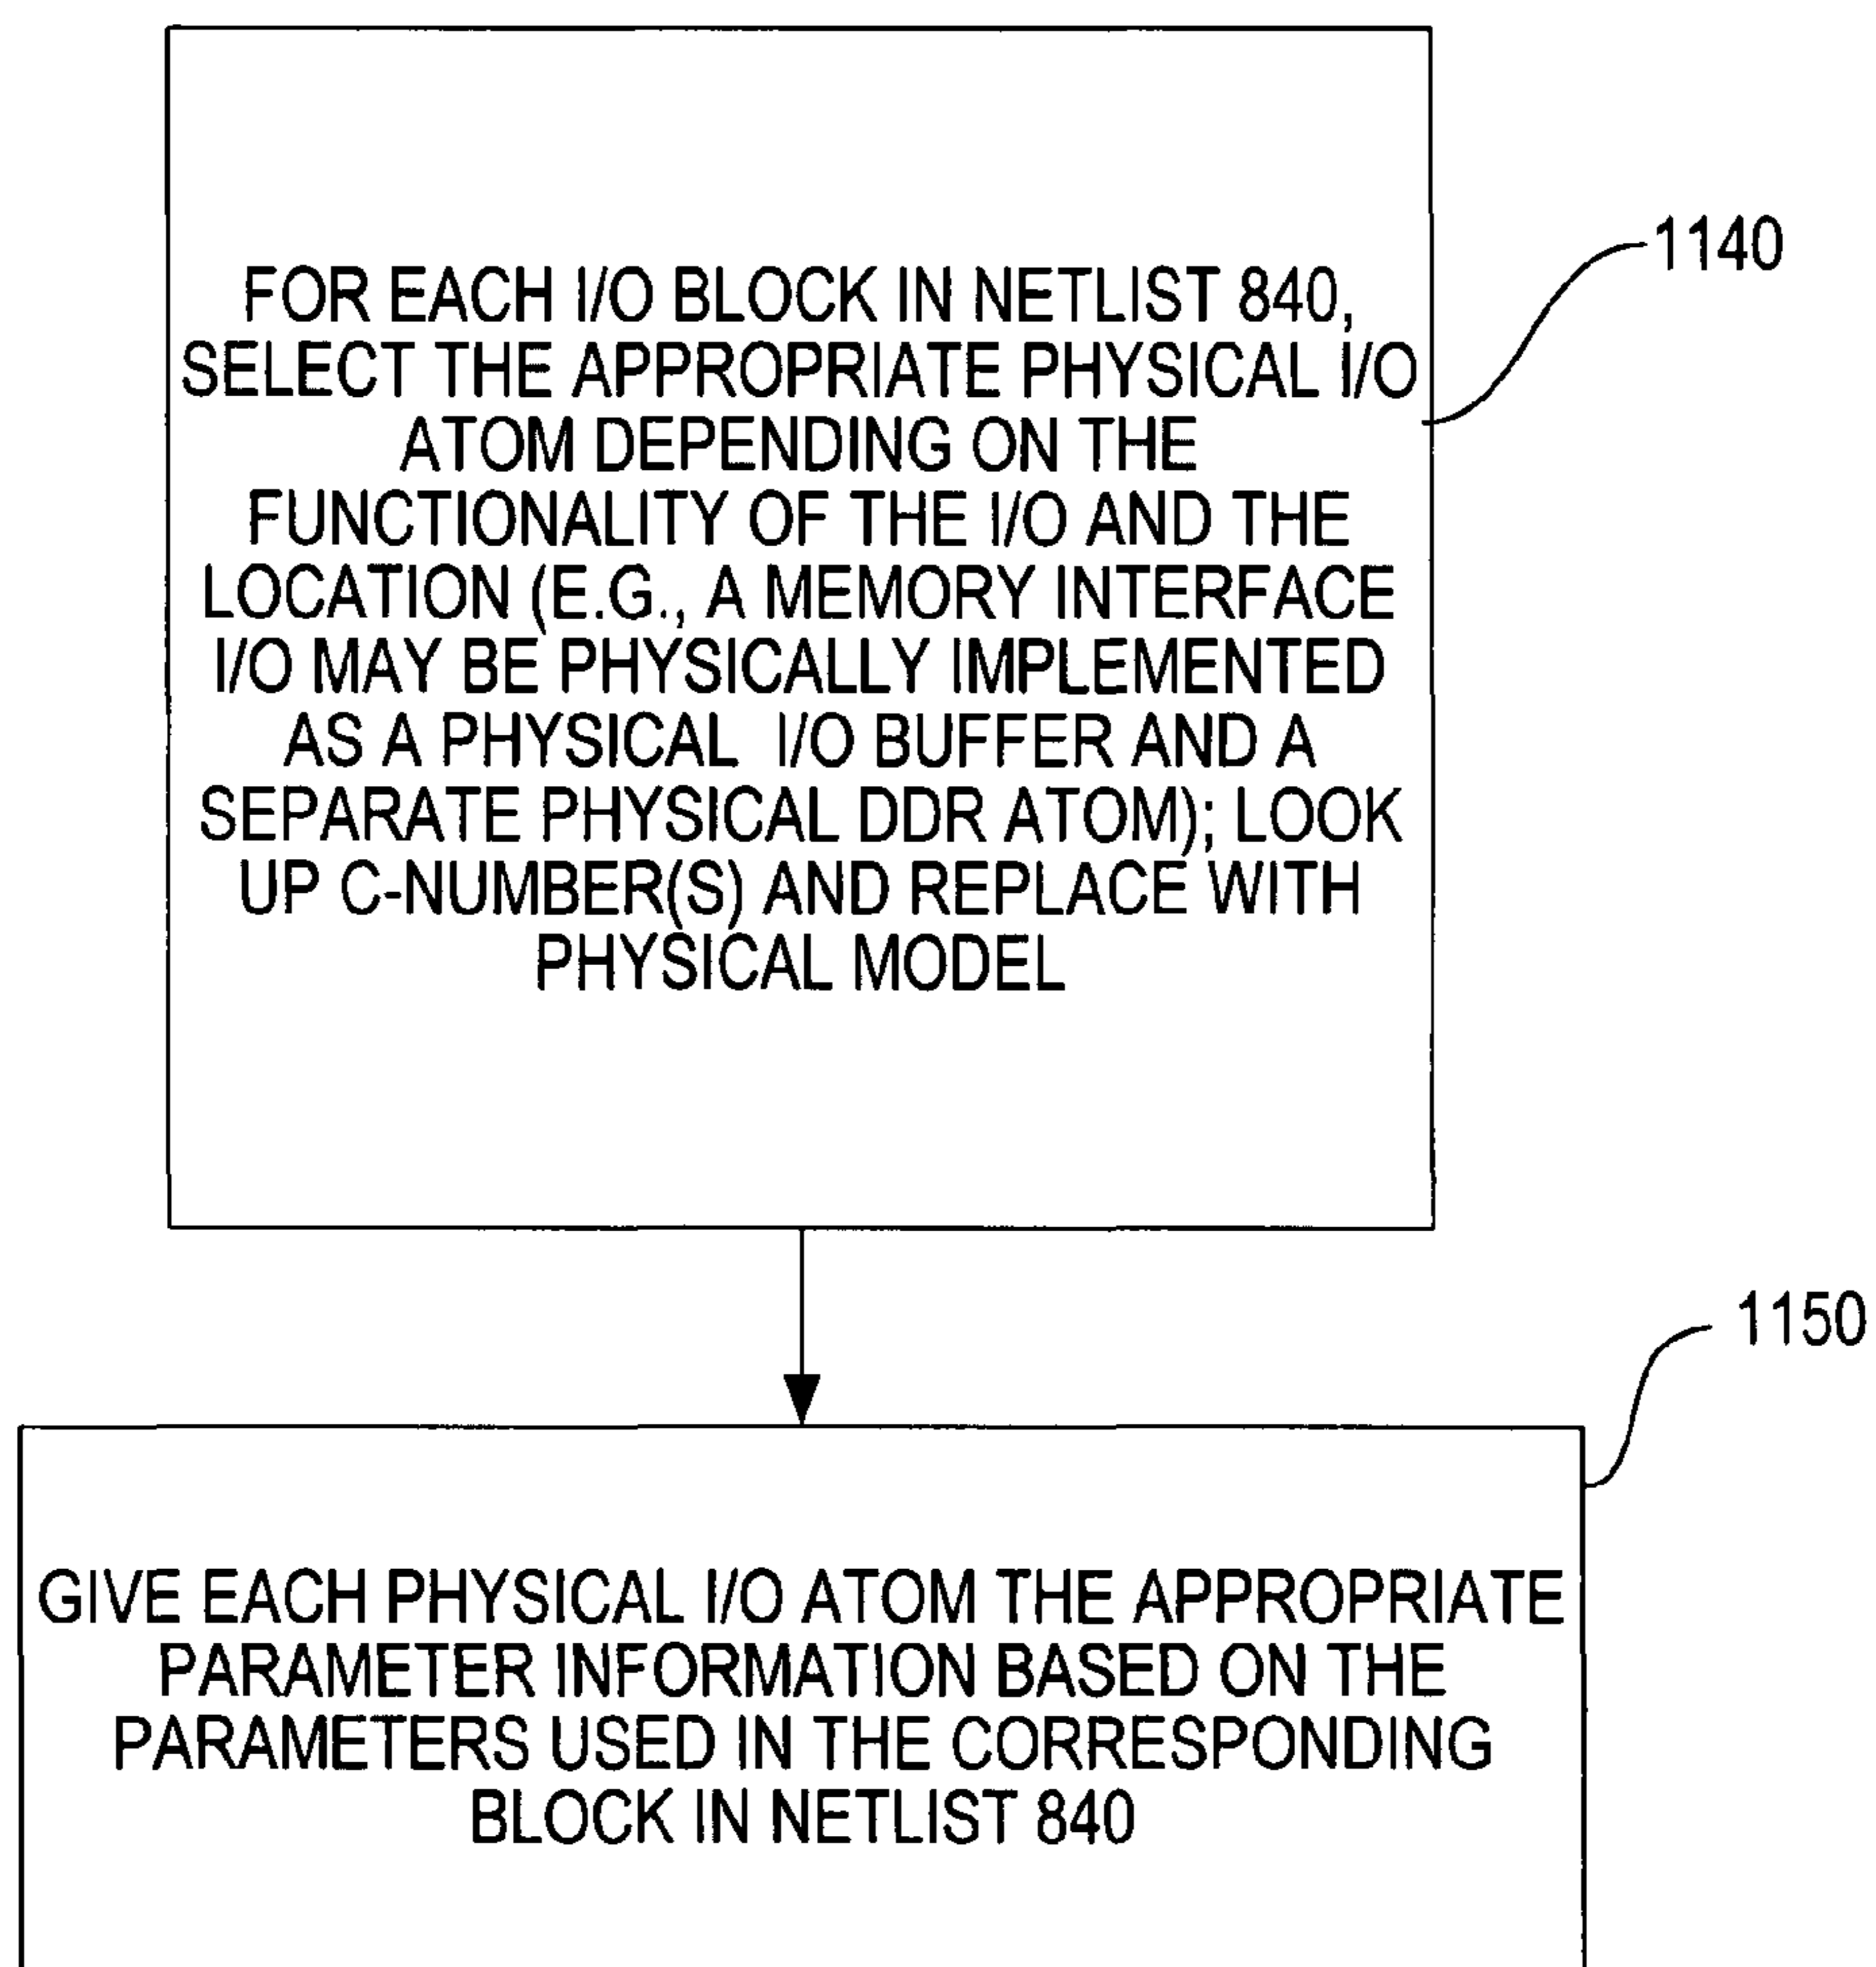 FOR EACH I/O BLOCK IN NETLIST 840,
SELECT THE APPROPRIATE PHYSICAL I/O
ATOM DEPENDING ON THE
FUNCTIONALITY OF THE I/O AND THE
LOCATION (E.G., A MEMORY INTERFACE
I/O MAY BE PHYSICALLY IMPLEMENTED
AS A PHYSICAL I/O BUFFER AND A
SEPARATE PHYSICAL DDR ATOM); LOOK
UP C-NUMBER(S) AND REPLACE WITH
PHYSICAL MODEL
1140
1150
GIVE EACH PHYSICAL I/O ATOM THE APPROPRIATE
PARAMETER INFORMATION BASED ON THE
PARAMETERS USED IN THE CORRESPONDING
BLOCK IN NETLIST 840